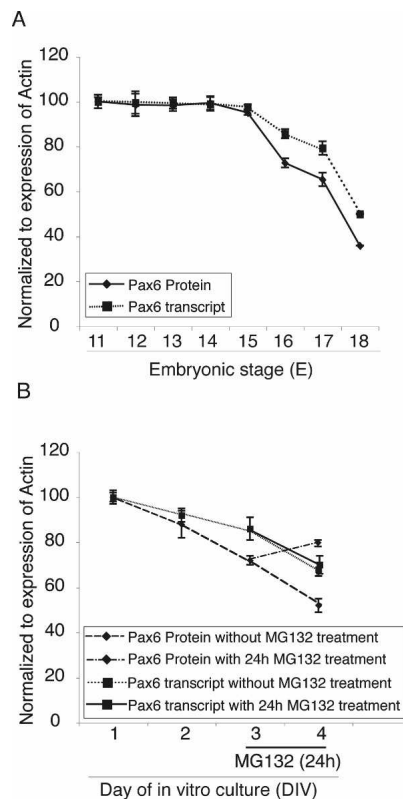 A
Normalized to expression of Actin
120
100
80
60
40
20
0
Pax6 Protein
Pax6 transcript
11 12 13 14 15 16 17 18
Embryonic stage (E)
B
Normalized to expression of Actin
120
100
80
60
40
20
0
Pax6 Protein without MG132 treatment
Pax6 Protein with 24h MG132 treatment
Pax6 transcript without MG132 treatment
Pax6 transcript with 24h MG132 treatment
1 2 3 4
MG132 (24h)
Day of in vitro culture (DIV)